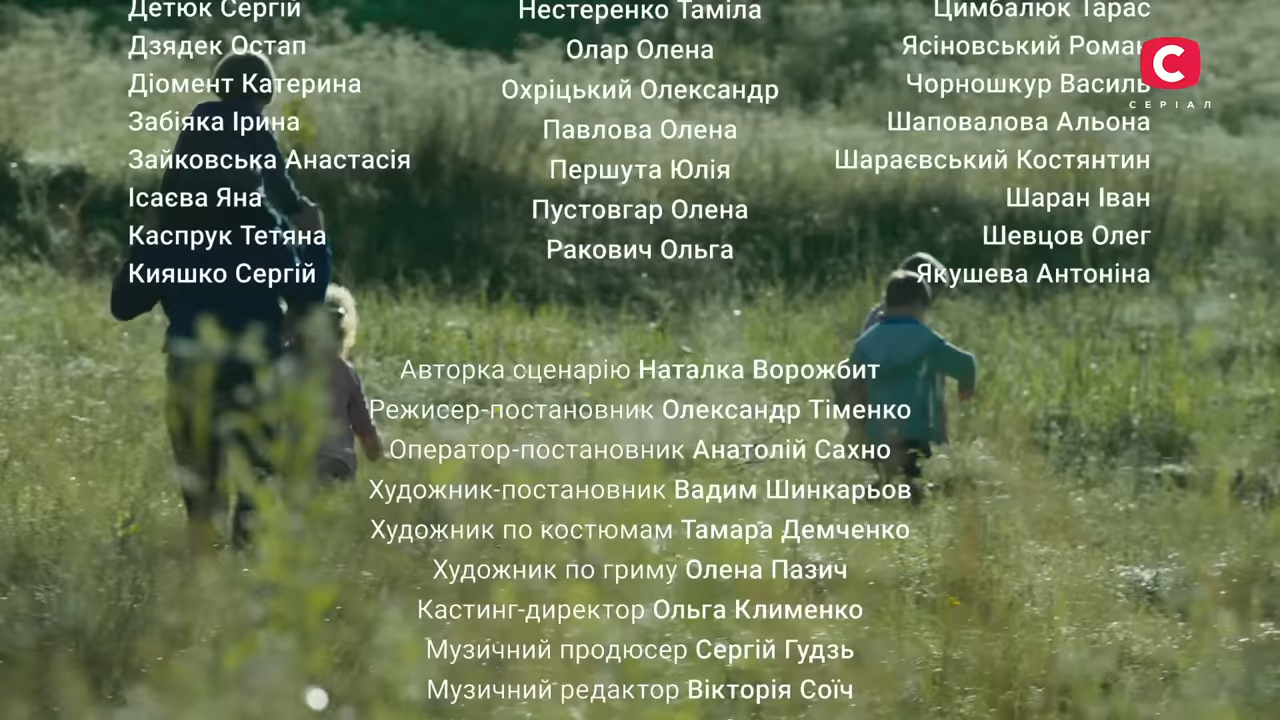 Детюк Сергій
Дзядек Остап
Діомент Катерина
Забіяка Ірина
Зайковська Анастасія
Ісаєва Яна
Каспрук Тетяна
Кияшко Сергій
Нестеренко Таміла
Олар Олена
Охріцький Олександр
Павлова Олена
Першута Юлія
Пустовгар Олена
Ракович Ольга
Цимбалюк Тарас
Ясіновський Роман
Чорношкур Василь
Шаповалова Альона
Шараєвський Костянтин
Шаран Іван
Шевцов Олег
Якушева Антоніна
С
СЕРІАЛ
Авторка сценарію Наталка Ворожбит
Режисер-постановник Олександр Тіменко
Оператор-постановник Анатолій Сахно
Художник-постановник Вадим Шинкарьов
Художник по костюмам Тамара Демченко
Художник по гриму Олена Пазич
Кастинг-директор Ольга Клименко
Музичний продюсер Сергій Гудзь
Музичний редактор Вікторія Соїч